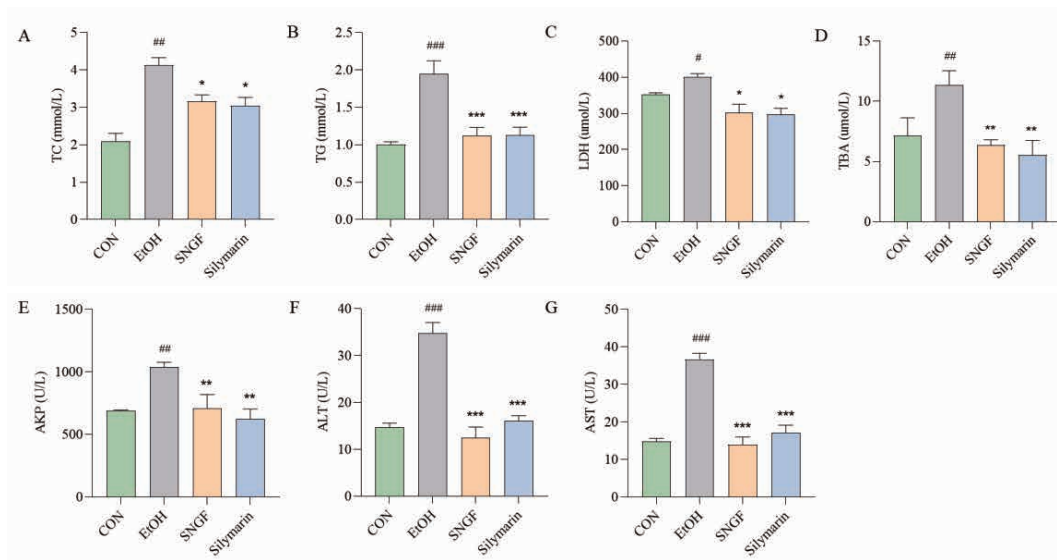 A
TC (mmol/L)
5
4
3
2
1
0
##
*
*
CON
EtOH
SNGF
Silymarin
B
TG (mmol/L)
2.5
2.0
1.5
1.0
0.5
0.0
###
***
***
CON
EtOH
SNGF
Silymarin
C
LDH (umol/L)
500
400
300
200
100
0
#
*
*
CON
EtOH
SNGF
Silymarin
D
TBA (umol/L)
15
10
5
0
##
**
**
CON
EtOH
SNGF
Silymarin
E
AKP (U/L)
1500
1000
500
0
##
**
**
CON
EtOH
SNGF
Silymarin
F
ALT (U/L)
40
30
20
10
0
###
***
***
CON
EtOH
SNGF
Silymarin
G
AST (U/L)
50
40
30
20
10
0
###
***
***
CON
EtOH
SNGF
Silymarin